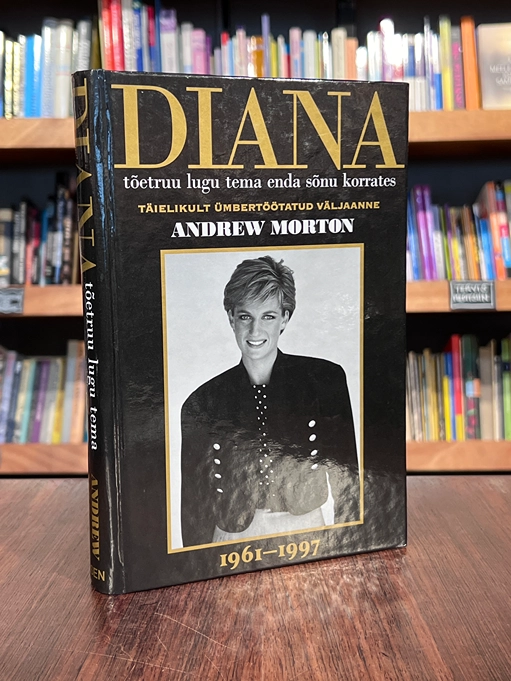 DIANA
tõetruu lugu tema enda sõnu korrates
TÄIELIKULT ÜMBERTÖÖTATUD VÄLJAANNE
ANDREW MORTON
1961–1997
DIANA
tõetruu lugu tema
ANDREW
EN